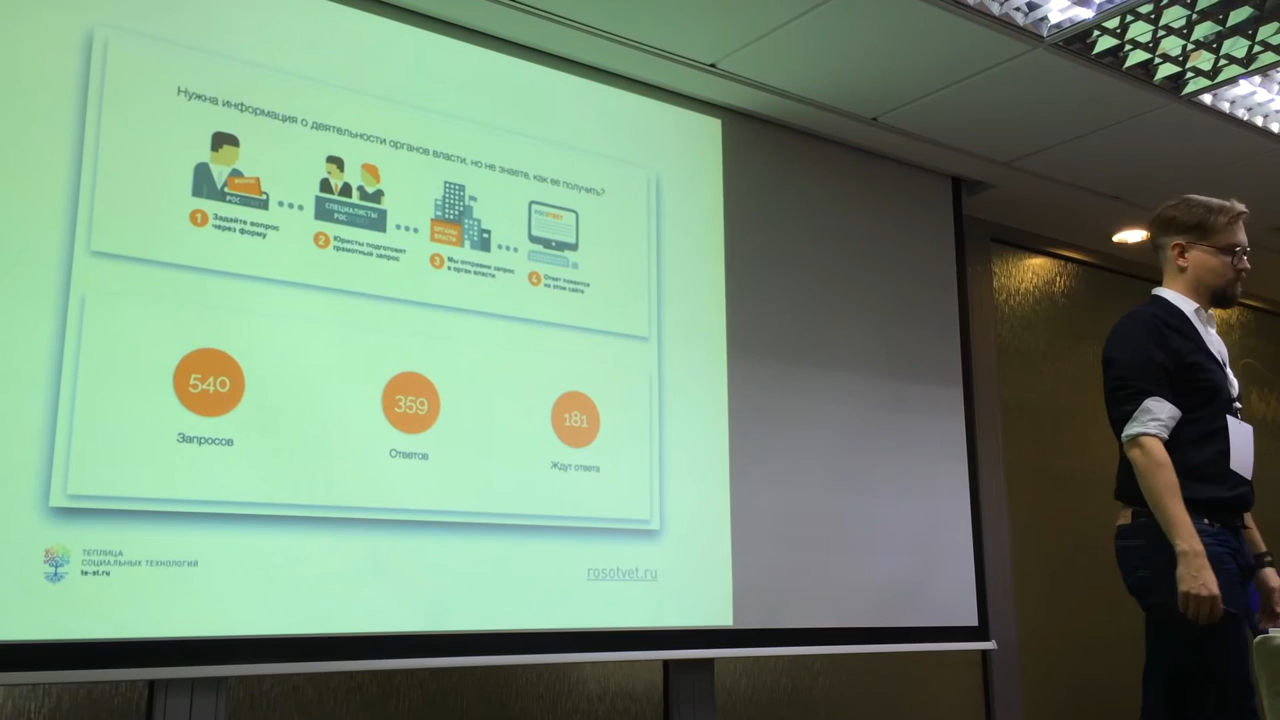 Нужна информация о деятельности органов власти, но не знаете, как ее получить?
ВОПРОС
РОСОТВЕТ
СПЕЦИАЛИСТЫ
РОСОТВЕТ
ОРГАНЫ
ВЛАСТИ
РОСОТВЕТ
1 Задайте вопрос
через форму
2 Юристы подготовят
грамотный запрос
3 Мы отправим запрос
в орган власти
4 Ответ появится
на этом сайте
540
Запросов
359
Ответов
181
Ждут ответа
ТЕПЛИЦА
СОЦИАЛЬНЫХ ТЕХНОЛОГИЙ
te-st.ru
rosotvet.ru